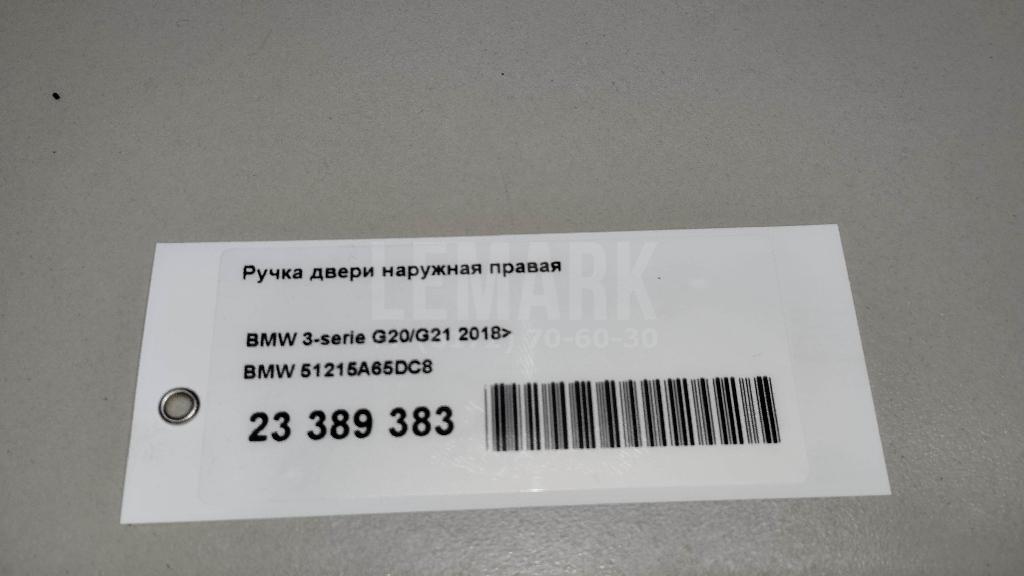 Ручка двери наружная правая
LEMARK
70-60-30
BMW 3-serie G20/G21 2018>
BMW 51215A65DC8
23 389 383